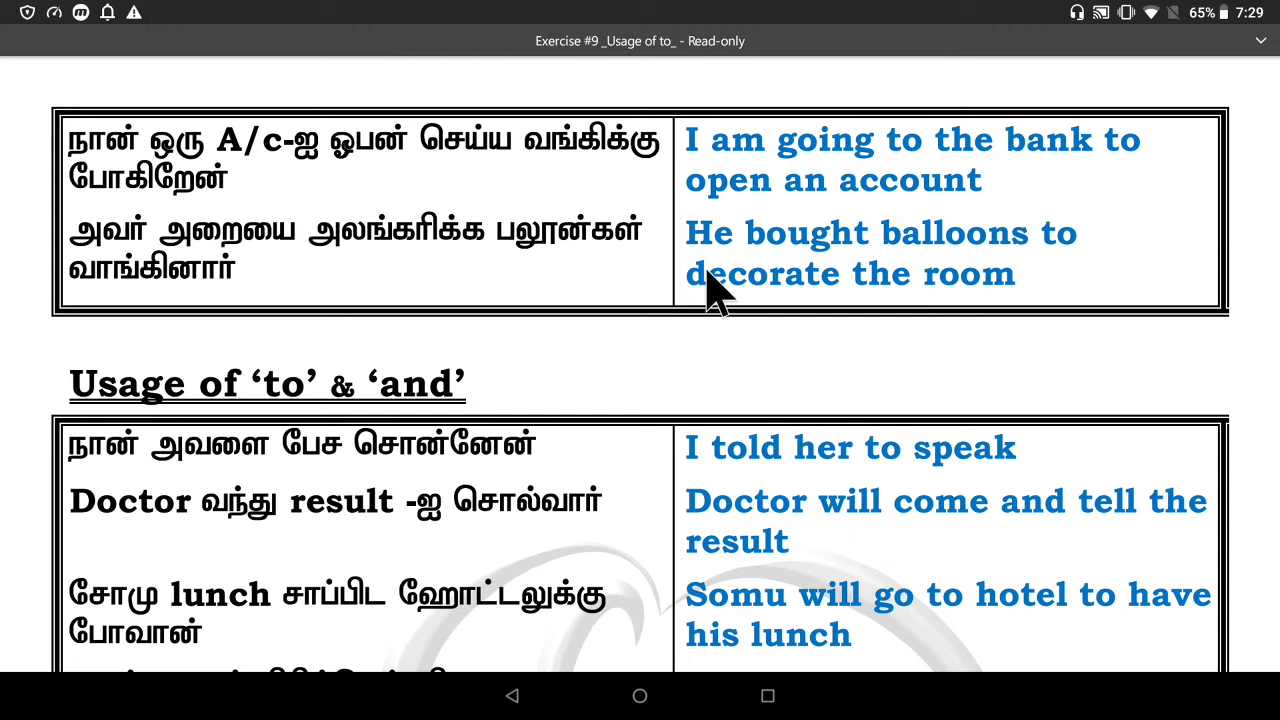 65% 7:29
Exercise #9 _Usage of to_ - Read-only
நான் ஒரு A/c-ஐ ஓபன் செய்ய வங்கிக்கு
போகிறேன்
I am going to the bank to
open an account
அவர் அறையை அலங்கரிக்க பலூன்கள்
வாங்கினார்
He bought balloons to
decorate the room
Usage of ‘to’ & ‘and’
நான் அவளை பேச சொன்னேன்
I told her to speak
Doctor வந்து result -ஐ சொல்வார்
Doctor will come and tell the
result
சோமு lunch சாப்பிட ஹோட்டலுக்கு
போவான்
Somu will go to hotel to have
his lunch